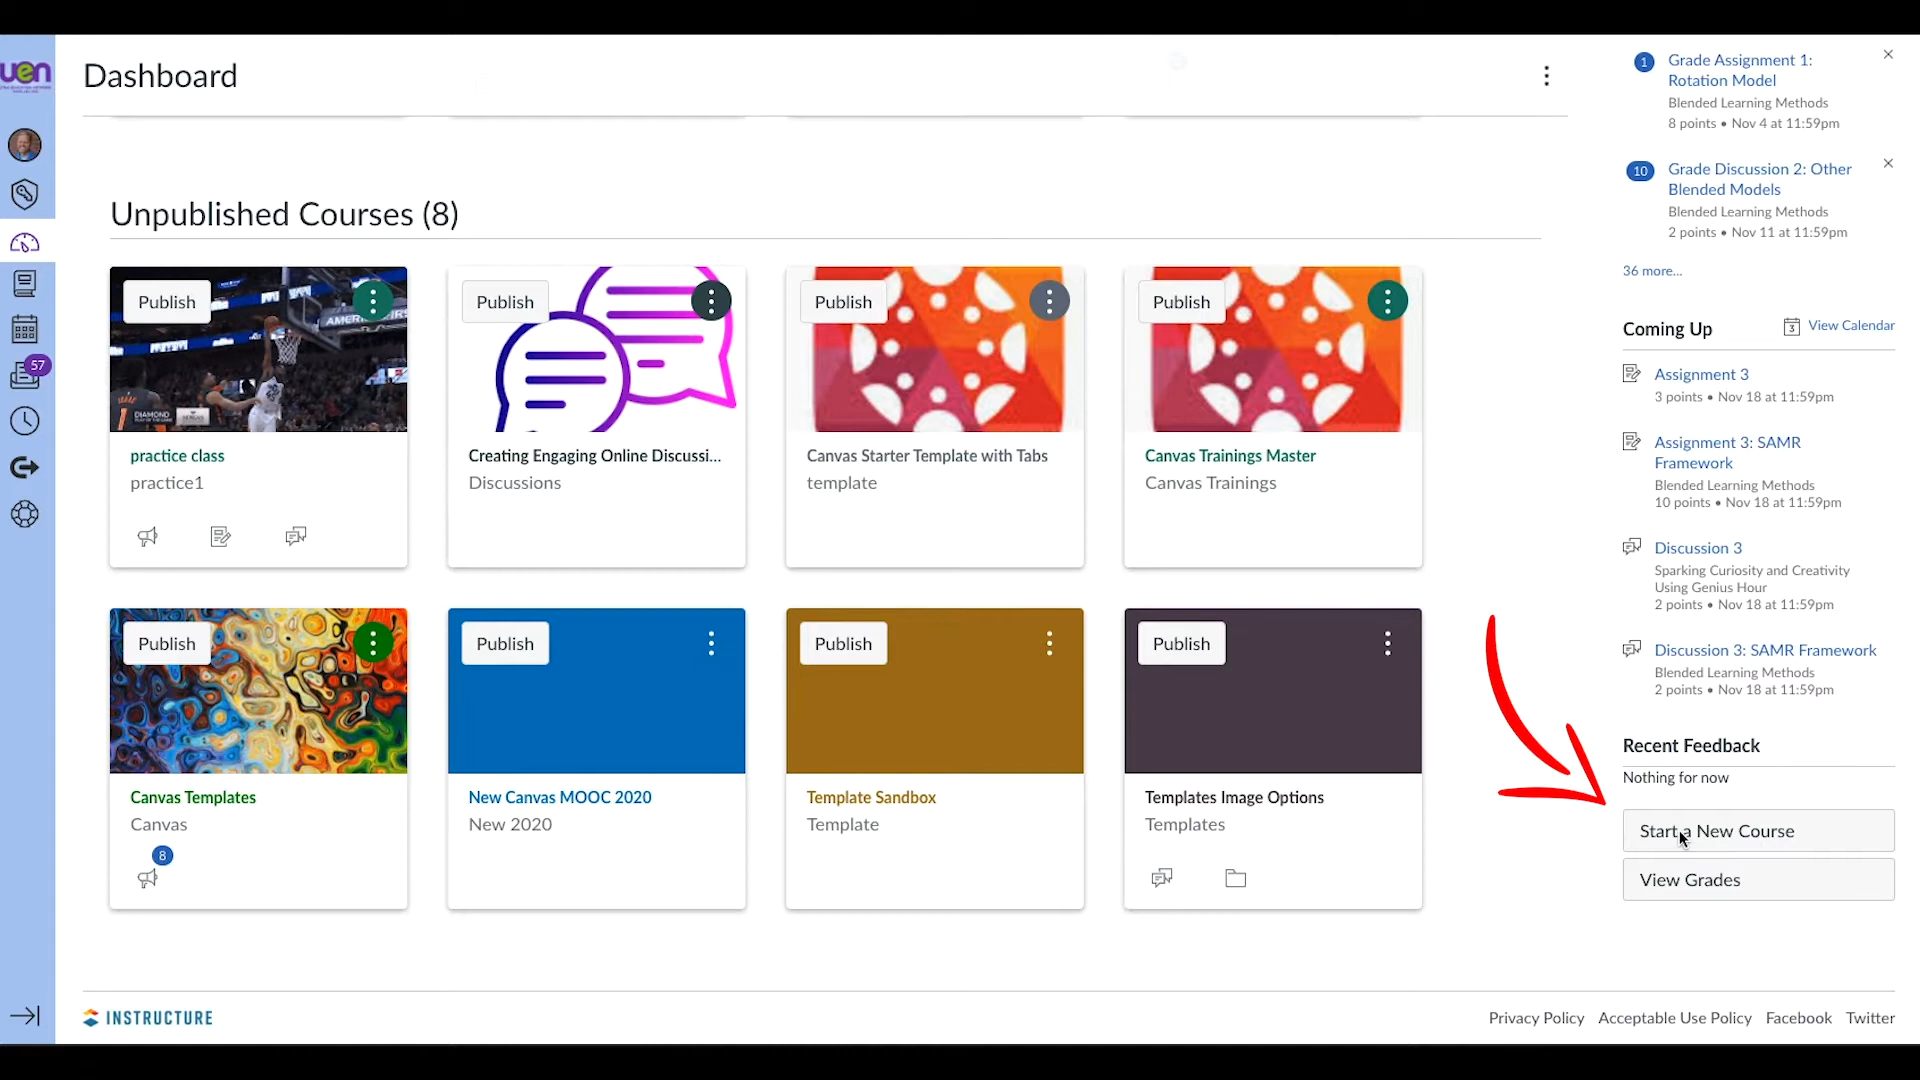 uen
57
Dashboard
Unpublished Courses (8)
Publish
AMERI
DIAMOND
practice class
practice1
Publish
Creating Engaging Online Discussi...
Discussions
Publish
Canvas Starter Template with Tabs
template
Publish
Canvas Trainings Master
Canvas Trainings
Publish
Canvas Templates
Canvas
8
Publish
New Canvas MOOC 2020
New 2020
Publish
Template Sandbox
Template
Publish
Templates Image Options
Templates
1
Grade Assignment 1:
Rotation Model
Blended Learning Methods
8 points • Nov 4 at 11:59pm
10
Grade Discussion 2: Other
Blended Models
Blended Learning Methods
2 points • Nov 11 at 11:59pm
36 more...
Coming Up
3 View Calendar
Assignment 3
3 points • Nov 18 at 11:59pm
Assignment 3: SAMR
Framework
Blended Learning Methods
10 points • Nov 18 at 11:59pm
Discussion 3
Sparking Curiosity and Creativity
Using Genius Hour
2 points • Nov 18 at 11:59pm
Discussion 3: SAMR Framework
Blended Learning Methods
2 points • Nov 18 at 11:59pm
Recent Feedback
Nothing for now
Start a New Course
View Grades
INSTRUCTURE
Privacy Policy Acceptable Use Policy Facebook Twitter